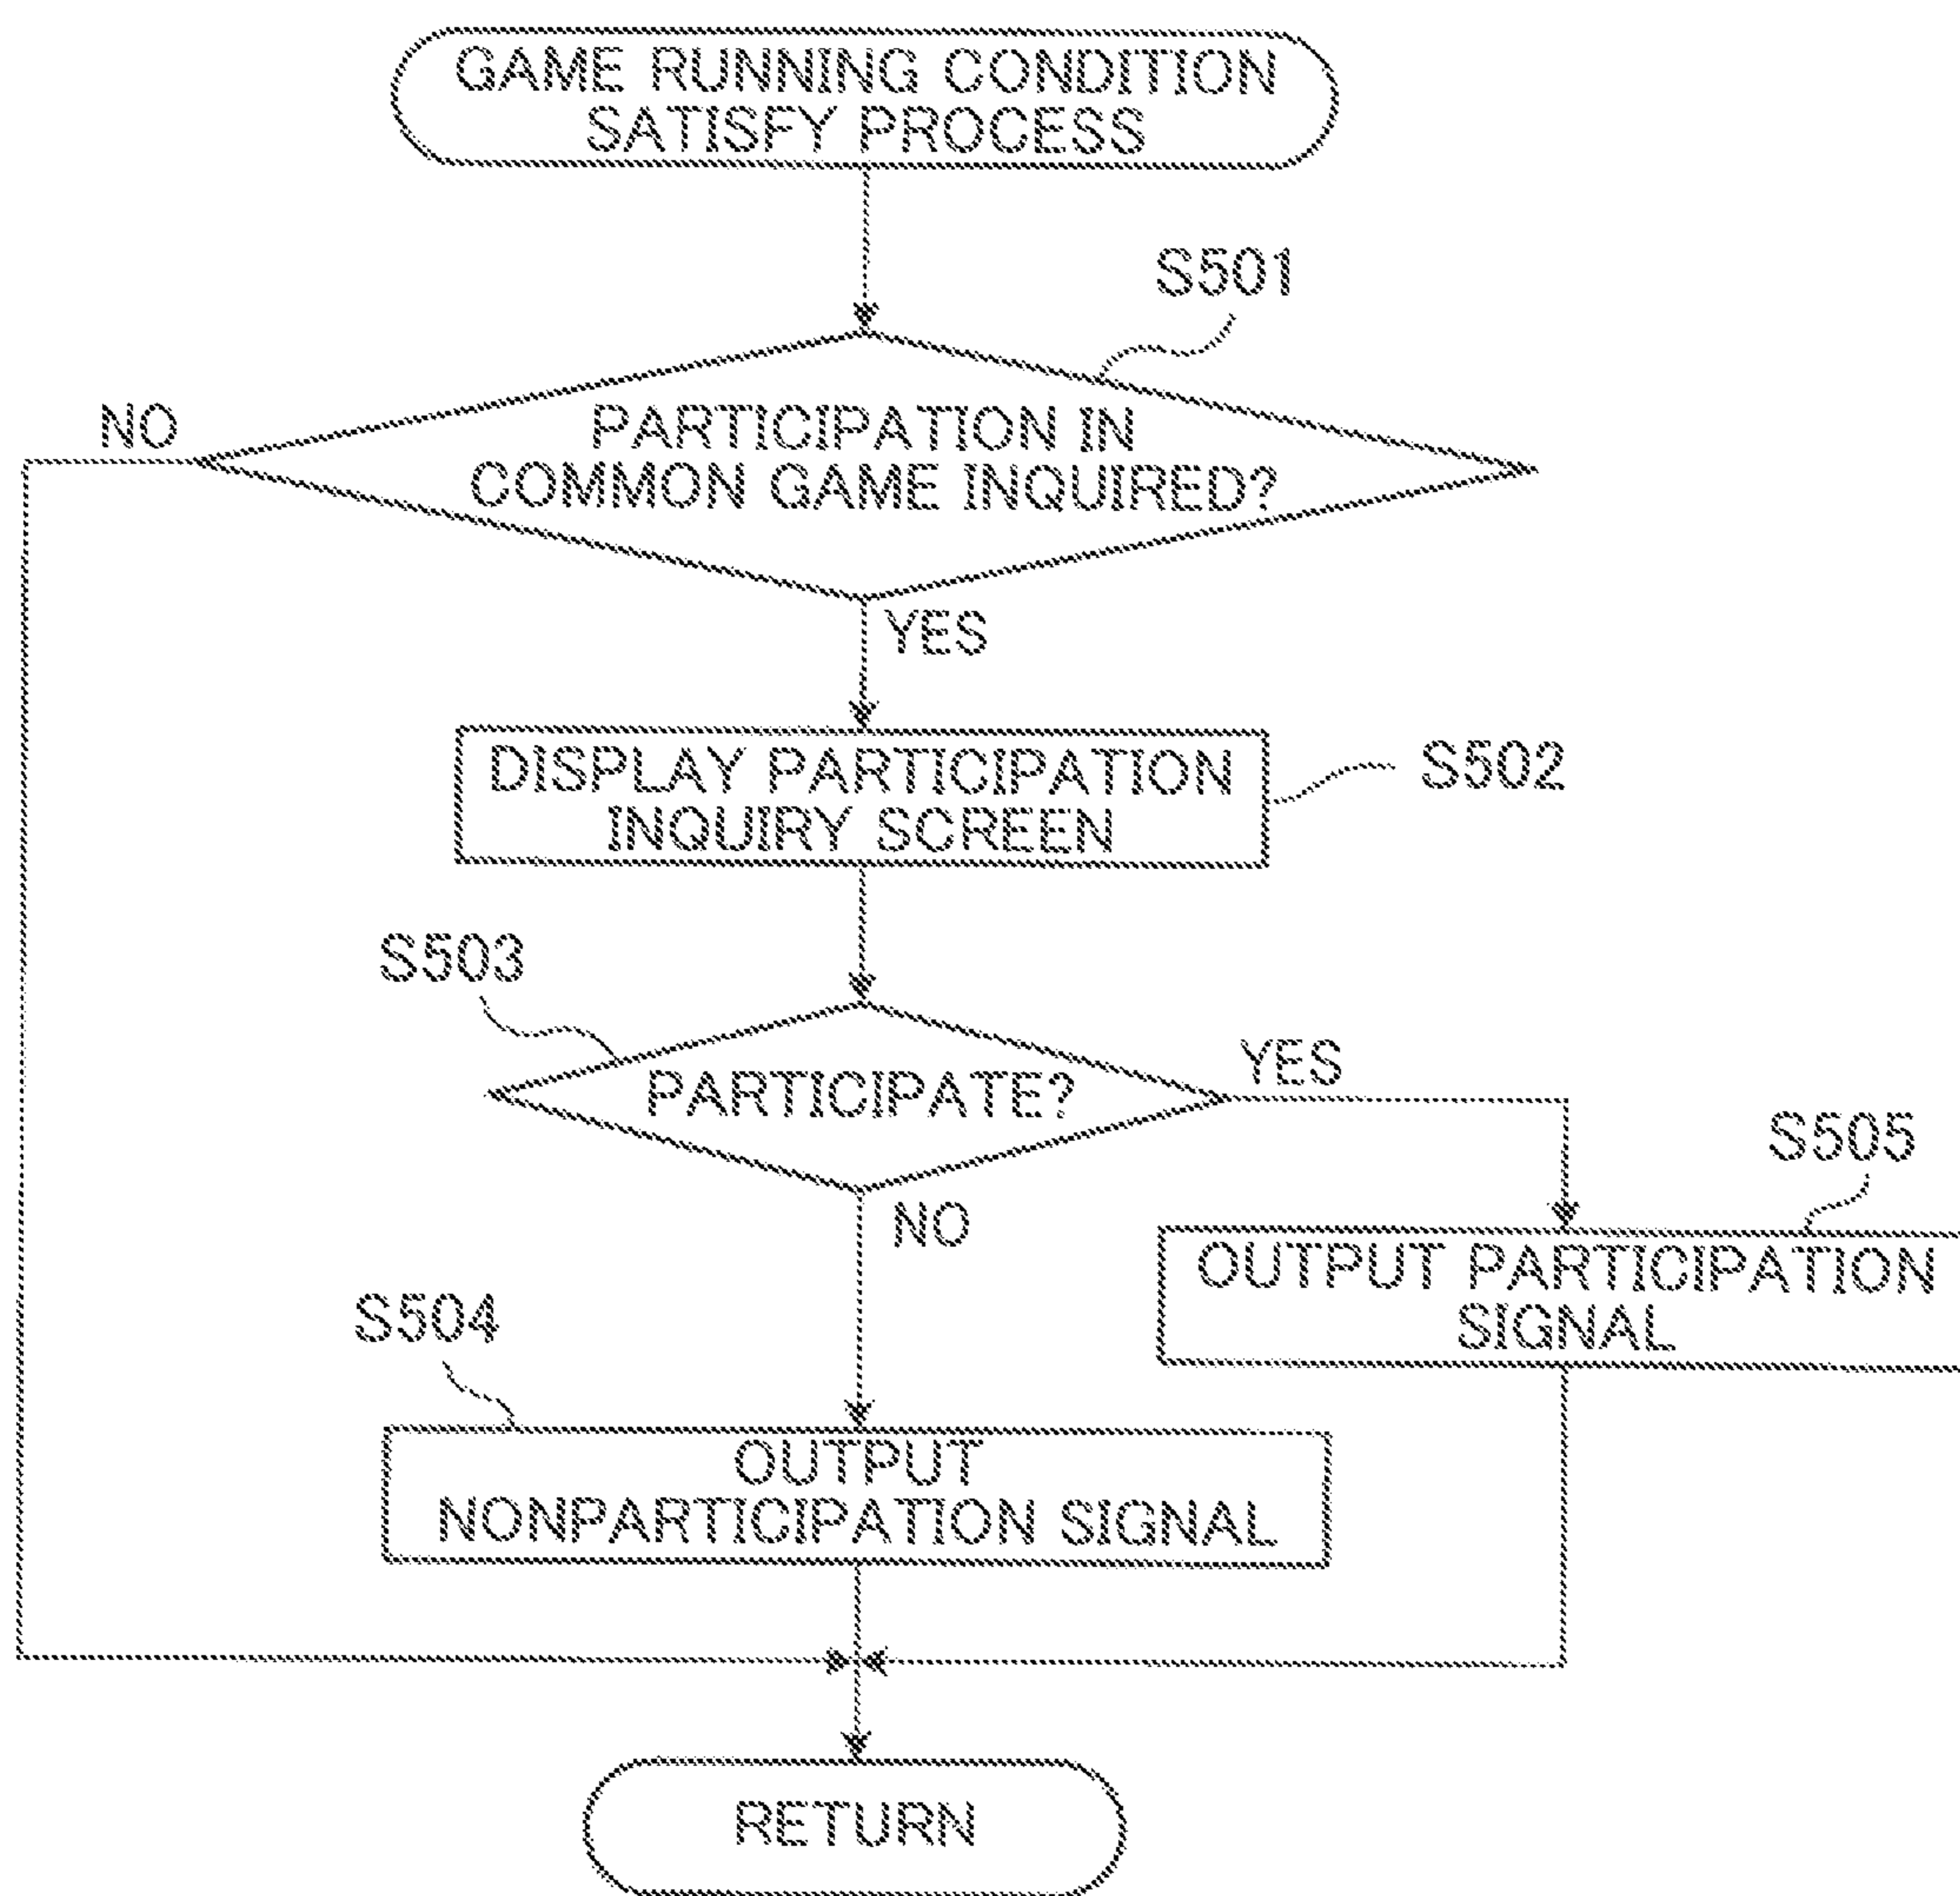 GAME RUNNING CONDITION
SATISFY PROCESS
S501
NO
PARTICIPATION IN
COMMON GAME INQUIRED?
YES
DISPLAY PARTICIPATION
INQUIRY SCREEN
S502
S503
PARTICIPATE?
YES
S505
NO
OUTPUT PARTICIPATION
SIGNAL
S504
OUTPUT
NONPARTICIPATION SIGNAL
RETURN